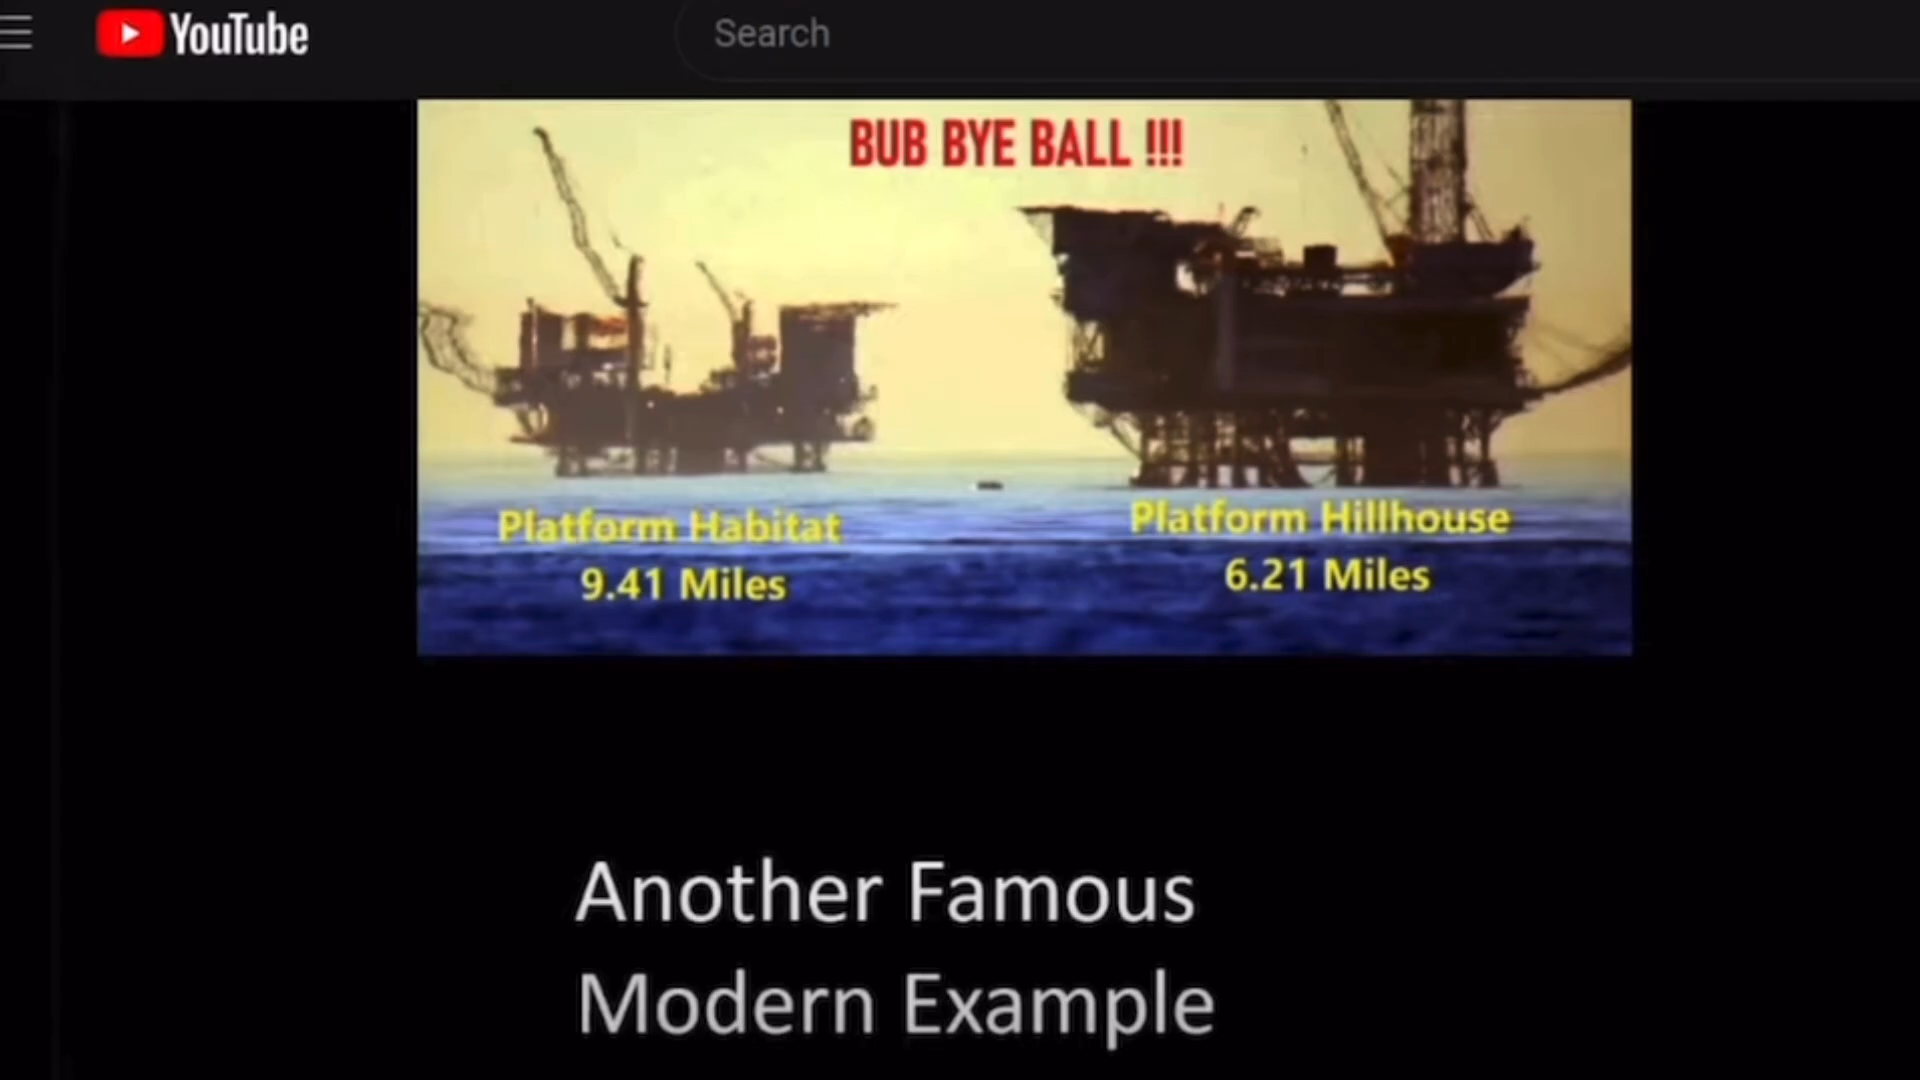 YouTube
Search
BUB BYE BALL !!!
Platform Habitat
9.41 Miles
Platform Hillhouse
6.21 Miles
Another Famous
Modern Example